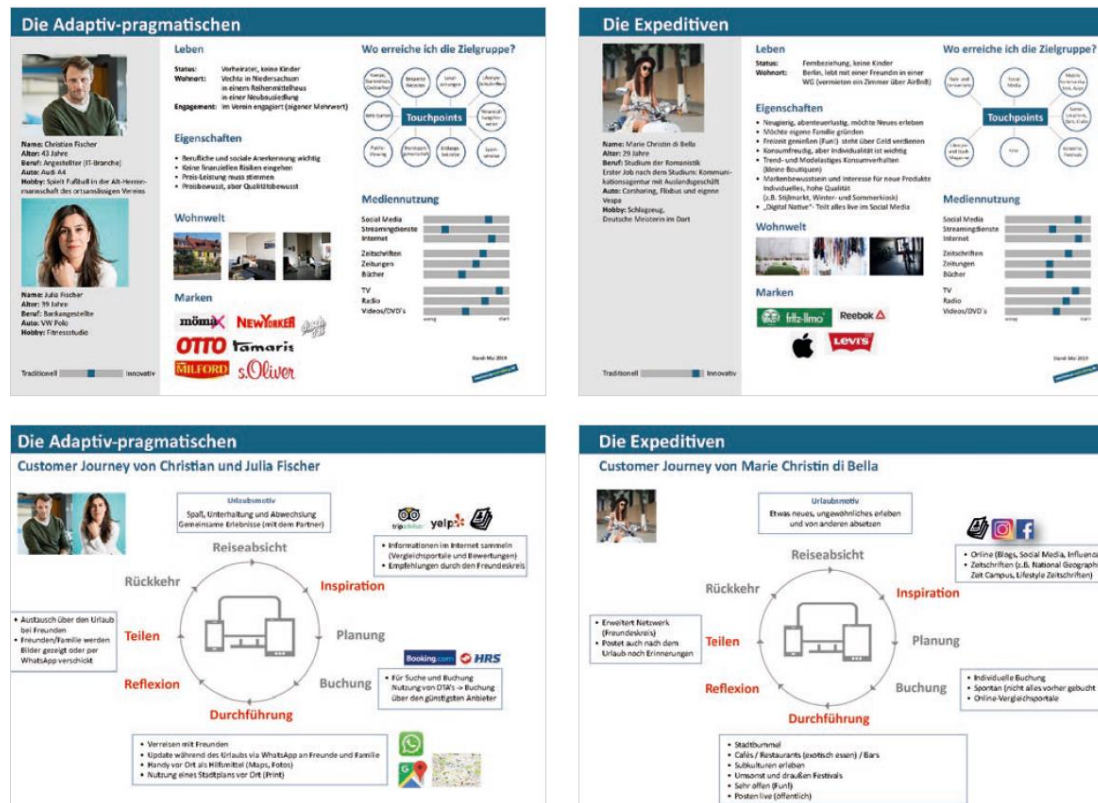 Die Adaptiv-pragmatischen
Name: Christian Fischer
Alter: 43 Jahre
Beruf: Angestellter (IT-Branche)
Auto: Audi A4
Hobby: Spielt Fußball in der Alt-Herren-
mannschaft des ortsansässigen Vereins
Name: Julia Fischer
Alter: 39 Jahre
Beruf: Bankangestellte
Auto: VW Polo
Hobby: Fitnessstudio
Traditionell
Innovativ
Leben
Status: Verheiratet, keine Kinder
Wohnort: Vechta in Niedersachsen
in einem Reihenmittelhaus
in einer Neubausiedlung
Engagement: Im Verein engagiert (eigener Mehrwert)
Eigenschaften
• Berufliche und soziale Anerkennung wichtig
• Keine finanziellen Risiken eingehen
• Preis-Leistung muss stimmen
• Preisbewusst, aber Qualitätsbewusst
Wohnwelt
Marken
mömax
NEWYORKER
OTTO
Tamaris
MILFORD
s.Oliver
Wo erreiche ich die Zielgruppe?
Touchpoints
Mediennutzung
Social Media
Streamingdienste
Internet
Zeitschriften
Zeitungen
Bücher
TV
Radio
Videos/DVD's
wenig
stark
Stand: Mai 2019
Die Expeditiven
Name: Marie Christin di Bella
Alter: 29 Jahre
Beruf: Studium der Romanistik
Erster Job nach dem Studium: Kommuni-
kationsagentur mit Auslandsgeschäft
Auto: Carsharing, Flixbus und eigene
Vespa
Hobby: Schlagzeug,
Deutsche Meisterin im Dart
Traditionell
Innovativ
Leben
Status: Fernbeziehung, keine Kinder
Wohnort: Berlin, lebt mit einer Freundin in einer
WG (vermieten ein Zimmer über AirBnB)
Eigenschaften
• Neugierig, abenteuerlustig, möchte Neues erleben
• Möchte eigene Familie gründen
• Freizeit genießen (Fun!) steht über Geld verdienen
• Konsumfreudig, aber Individualität ist wichtig
• Trend- und Modelastiges Konsumverhalten
(kleine Boutiquen)
• Markenbewusstsein und Interesse für neue Produkte
Individuelles, hohe Qualität
(z.B. Stijlmarkt, Winter- und Sommerkiosk)
• „Digital Native“- Teilt alles live im Social Media
Wohnwelt
Marken
fritz-limo
Reebok
LEVI'S
Wo erreiche ich die Zielgruppe?
Social
Media
Touchpoints
Mediennutzung
Social Media
Streamingdienste
Internet
Zeitschriften
Zeitungen
Bücher
TV
Radio
Videos/DVD's
wenig
stark
Stand: Mai 2019
Die Adaptiv-pragmatischen
Customer Journey von Christian und Julia Fischer
Urlaubsmotiv
Spaß, Unterhaltung und Abwechslung
Gemeinsame Erlebnisse (mit dem Partner)
tripadvisor
yelp
• Informationen im Internet sammeln
(Vergleichsportale und Bewertungen)
• Empfehlungen durch den Freundeskreis
Reiseabsicht
Inspiration
Planung
Buchung
Durchführung
Reflexion
Teilen
Rückkehr
• Austausch über den Urlaub
bei Freunden
• Freunden/Familie werden
Bilder gezeigt oder per
WhatsApp verschickt
Booking.com
HRS
• Für Suche und Buchung
Nutzung von OTA's -> Buchung
über den günstigsten Anbieter
• Verreisen mit Freunden
• Update während des Urlaubs via WhatsApp an Freunde und Familie
• Handy vor Ort als Hilfsmittel (Maps, Fotos)
• Nutzung eines Stadtplans vor Ort (Print)
Die Expeditiven
Customer Journey von Marie Christin di Bella
Urlaubsmotiv
Etwas neues, ungewöhnliches erleben
und von anderen absetzen
• Online (Blogs, Social Media,
• Zeitschriften (z.B. National
Zeit Campus, Lifestyle Zeitschriften)
Reiseabsicht
Inspiration
Planung
Buchung
Durchführung
Reflexion
Teilen
Rückkehr
• Erweitert Netzwerk
(Freundeskreis)
• Postet auch nach dem
Urlaub noch Erinnerungen
• Individuelle Buchung
• Spontan (nicht alles vorher gebucht
• Online-Vergleichsportale
• Stadtbummel
• Cafés / Restaurants (exotisch essen) / Bars
• Subkulturen erleben
• Umsonst und draußen Festivals
• Sehr offen (Fun!)
• Posten live (öffentlich)